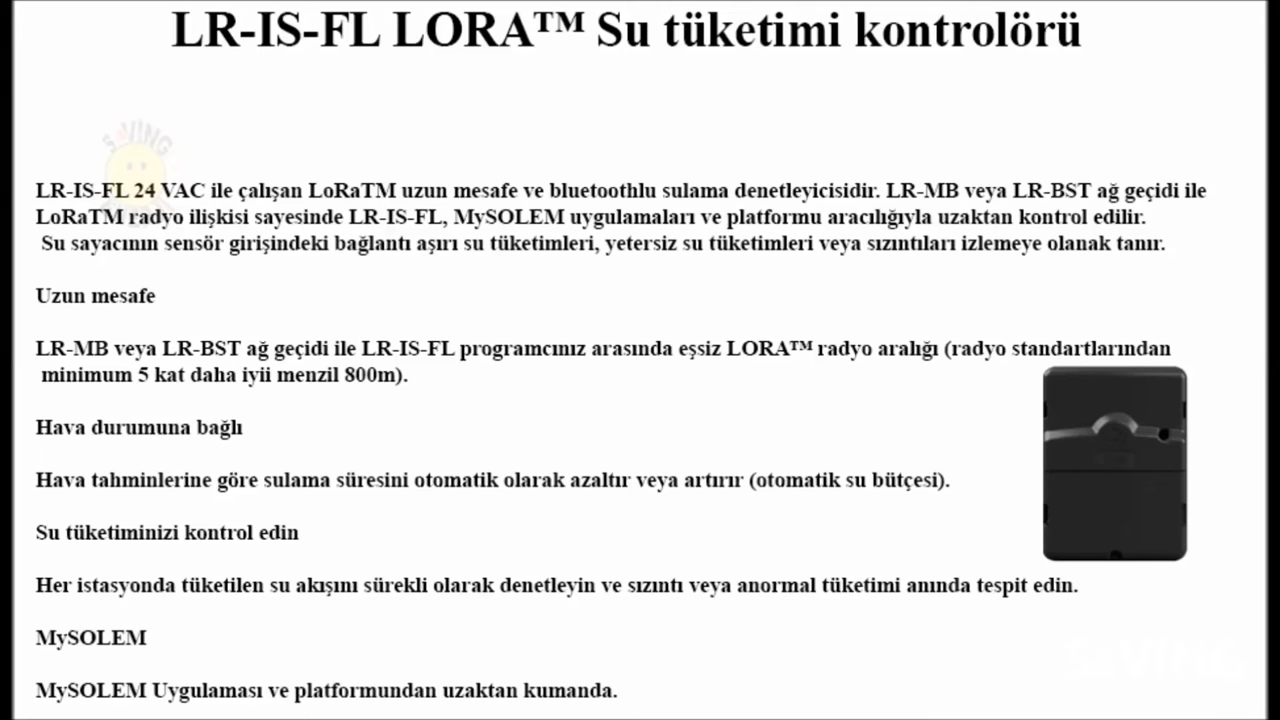 LR-IS-FL LORA™ Su tüketimi kontrolörü
SAVING
LR-IS-FL 24 VAC ile çalışan LoRaTM uzun mesafe ve bluetoothlu sulama denetleyicisidir. LR-MB veya LR-BST ağ geçidi ile
LoRaTM radyo ilişkisi sayesinde LR-IS-FL, MySOLEM uygulamaları ve platformu aracılığıyla uzaktan kontrol edilir.
Su sayacının sensör girişindeki bağlantı aşırı su tüketimleri, yetersiz su tüketimleri veya sızıntıları izlemeye olanak tanır.
Uzun mesafe
LR-MB veya LR-BST ağ geçidi ile LR-IS-FL programcınız arasında eşsiz LORA™ radyo aralığı (radyo standartlarından
minimum 5 kat daha iyii menzil 800m).
Hava durumuna bağlı
Hava tahminlerine göre sulama süresini otomatik olarak azaltır veya artırır (otomatik su bütçesi).
Su tüketiminizi kontrol edin
Her istasyonda tüketilen su akışını sürekli olarak denetleyin ve sızıntı veya anormal tüketimi anında tespit edin.
MySOLEM
MySOLEM Uygulaması ve platformundan uzaktan kumanda.
SAVING